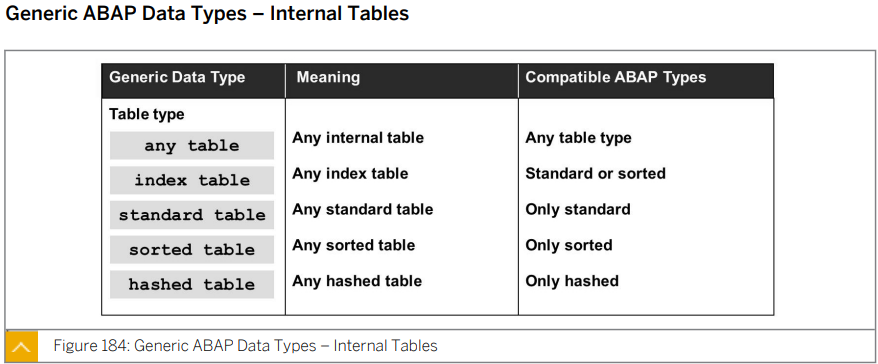 Generic ABAP Data Types – Internal Tables
Generic Data Type Meaning Compatible ABAP Types
Table type
any table Any internal table Any table type
index table Any index table Standard or sorted
standard table Any standard table Only standard
sorted table Any sorted table Only sorted
hashed table Any hashed table Only hashed
Figure 184: Generic ABAP Data Types – Internal Tables